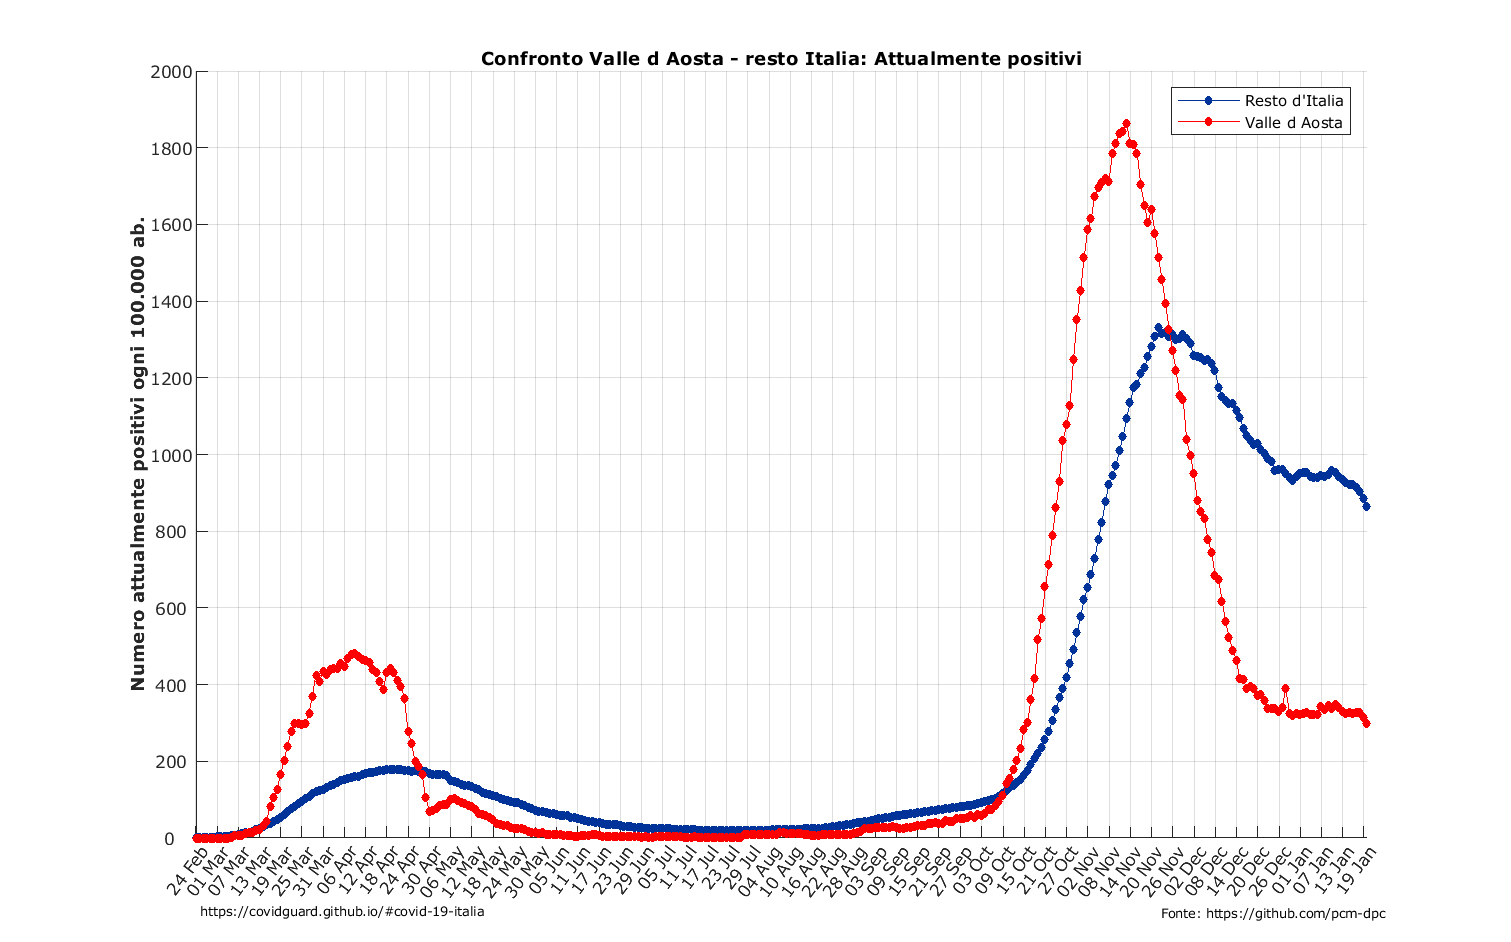 Confronto Valle d Aosta - resto Italia: Attualmente positivi
Resto d'Italia
Valle d Aosta
Numero attualmente positivi ogni 100.000 ab.
2000
1800
1600
1400
1200
1000
800
600
400
200
0
24 Feb
01 Mar
07 Mar
13 Mar
19 Mar
25 Mar
31 Mar
06 Apr
12 Apr
18 Apr
24 Apr
30 Apr
06 May
12 May
18 May
24 May
30 May
05 Jun
11 Jun
17 Jun
23 Jun
29 Jun
05 Jul
11 Jul
17 Jul
23 Jul
29 Jul
04 Aug
10 Aug
16 Aug
22 Aug
28 Aug
03 Sep
09 Sep
15 Sep
21 Sep
27 Sep
03 Oct
09 Oct
15 Oct
21 Oct
27 Oct
02 Nov
08 Nov
14 Nov
20 Nov
26 Nov
02 Dec
08 Dec
14 Dec
20 Dec
26 Dec
01 Jan
07 Jan
13 Jan
19 Jan
https://covidguard.github.io/#covid-19-italia
Fonte: https://github.com/pcm-dpc